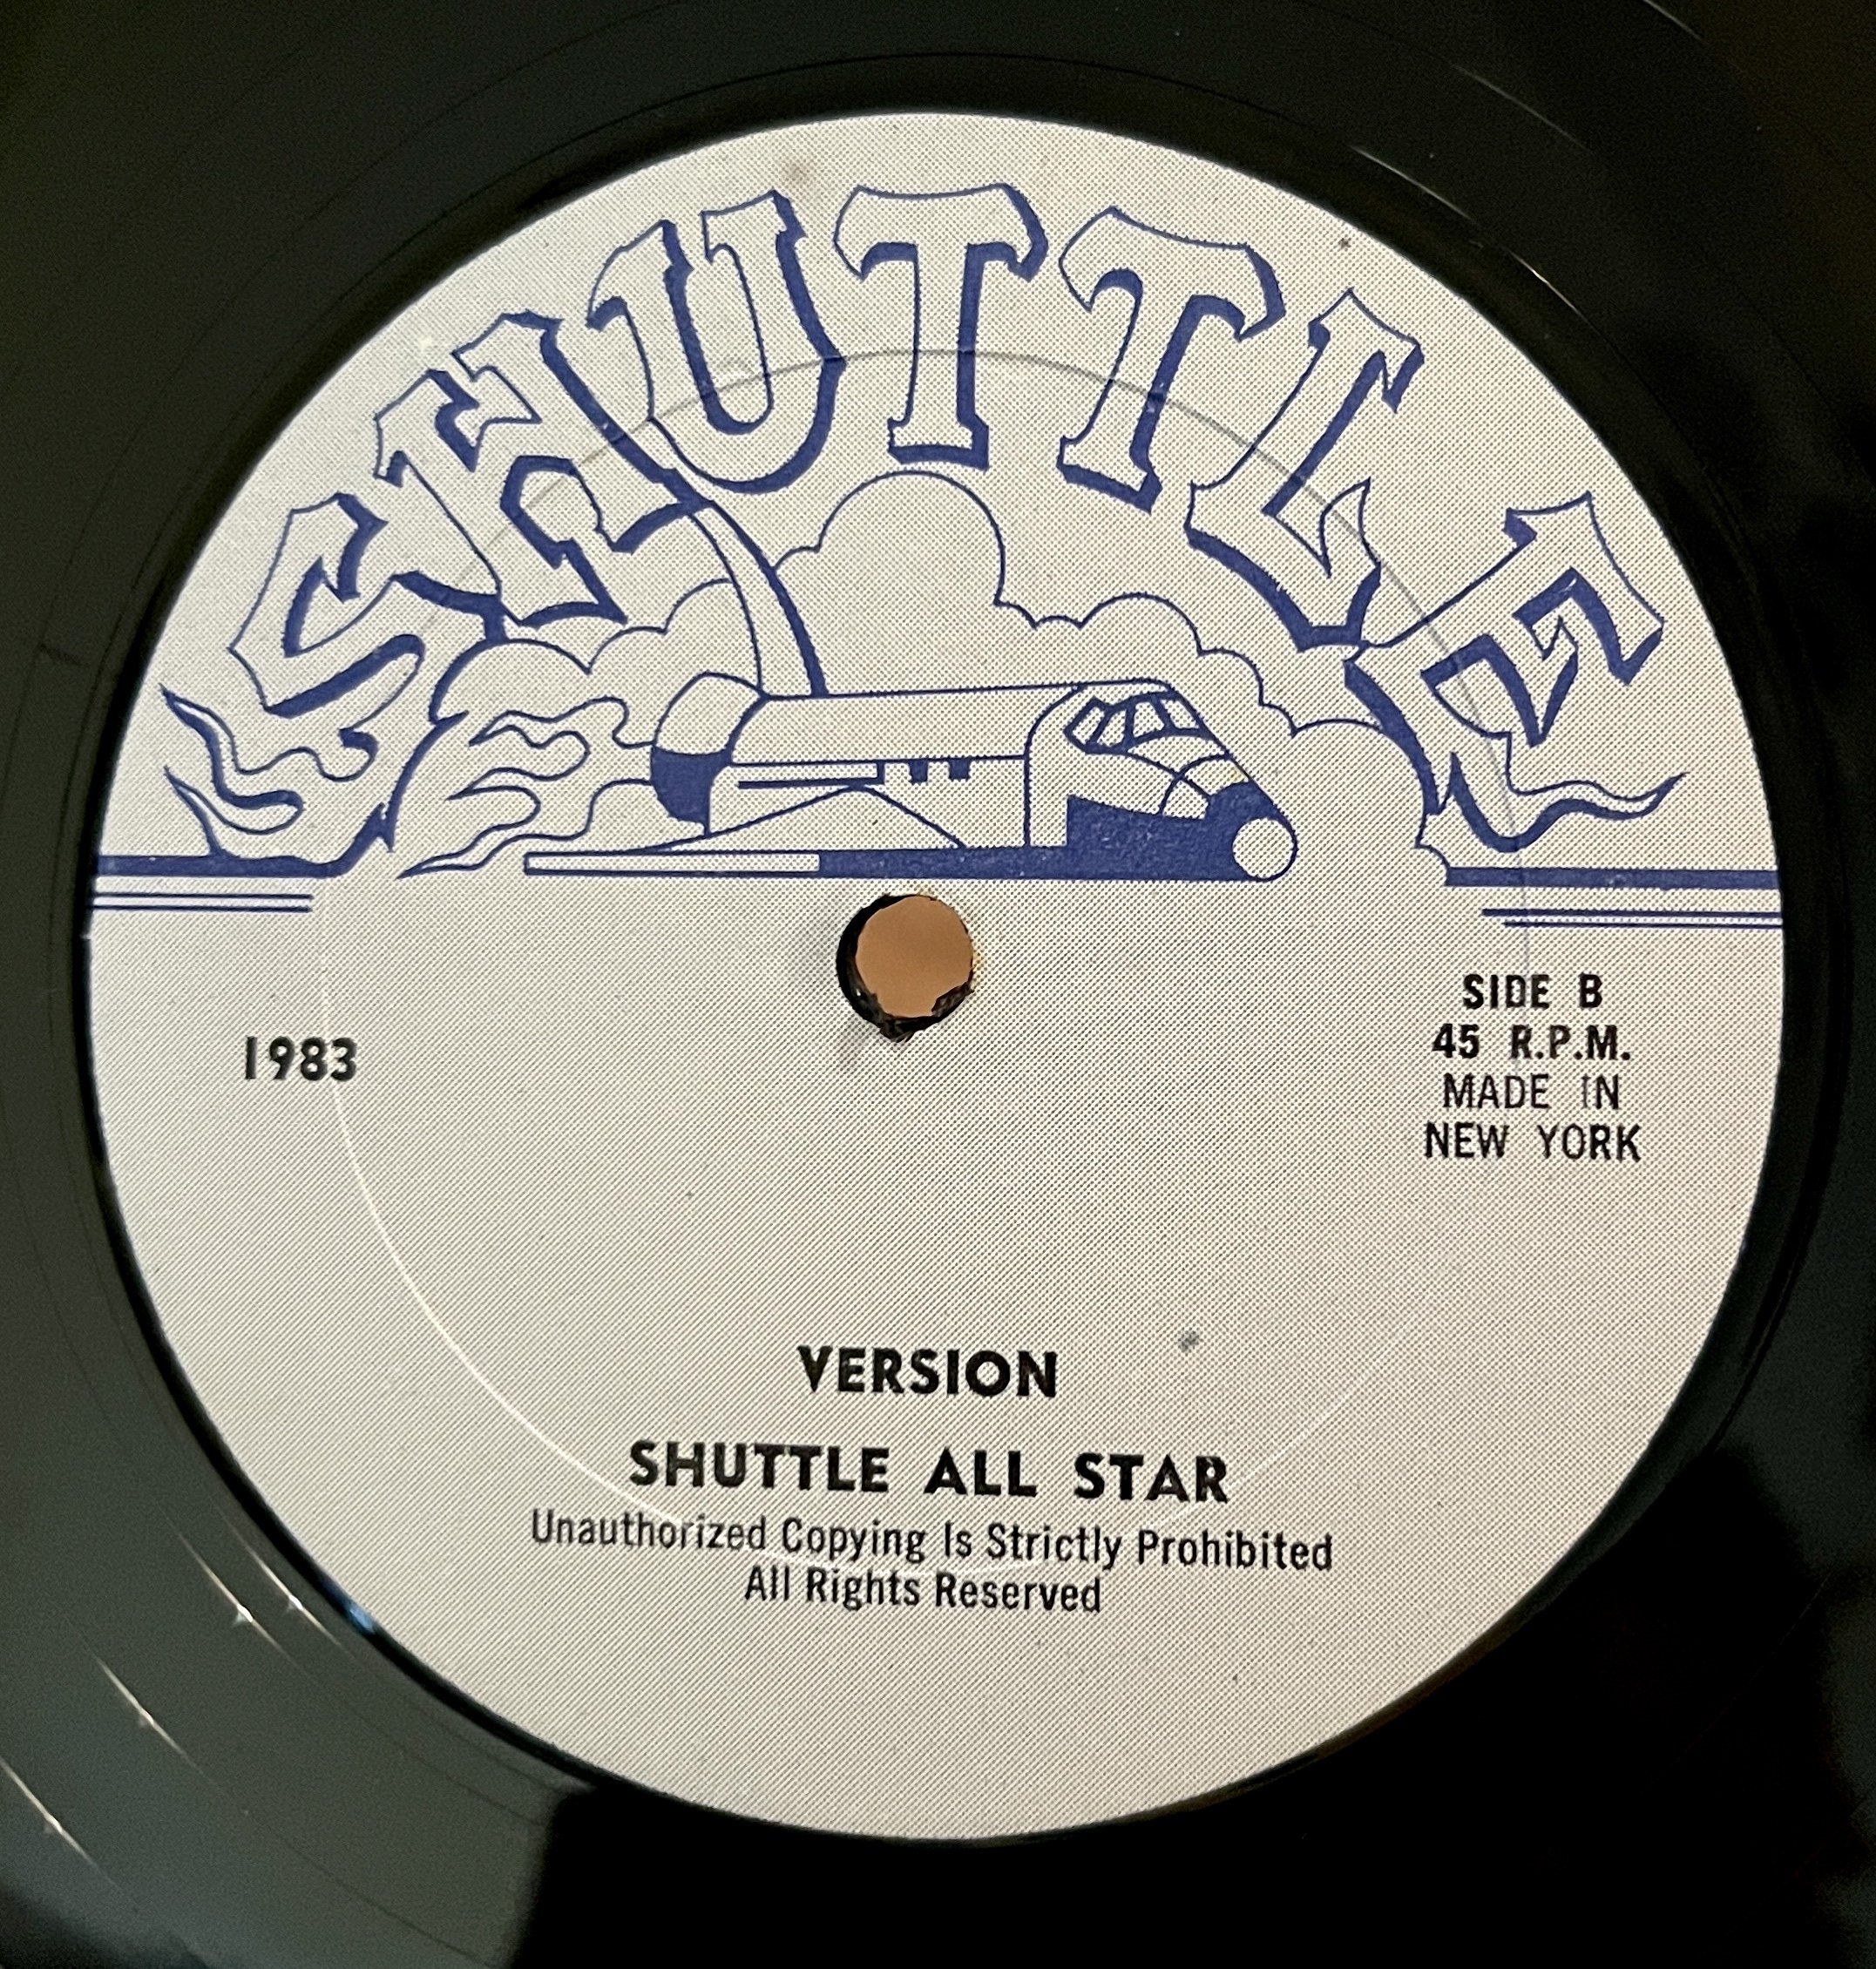 SHUTTLE
1983
SIDE B
45 R.P.M.
MADE IN
NEW YORK
VERSION
SHUTTLE ALL STAR
Unauthorized Copying Is Strictly Prohibited
All Rights Reserved